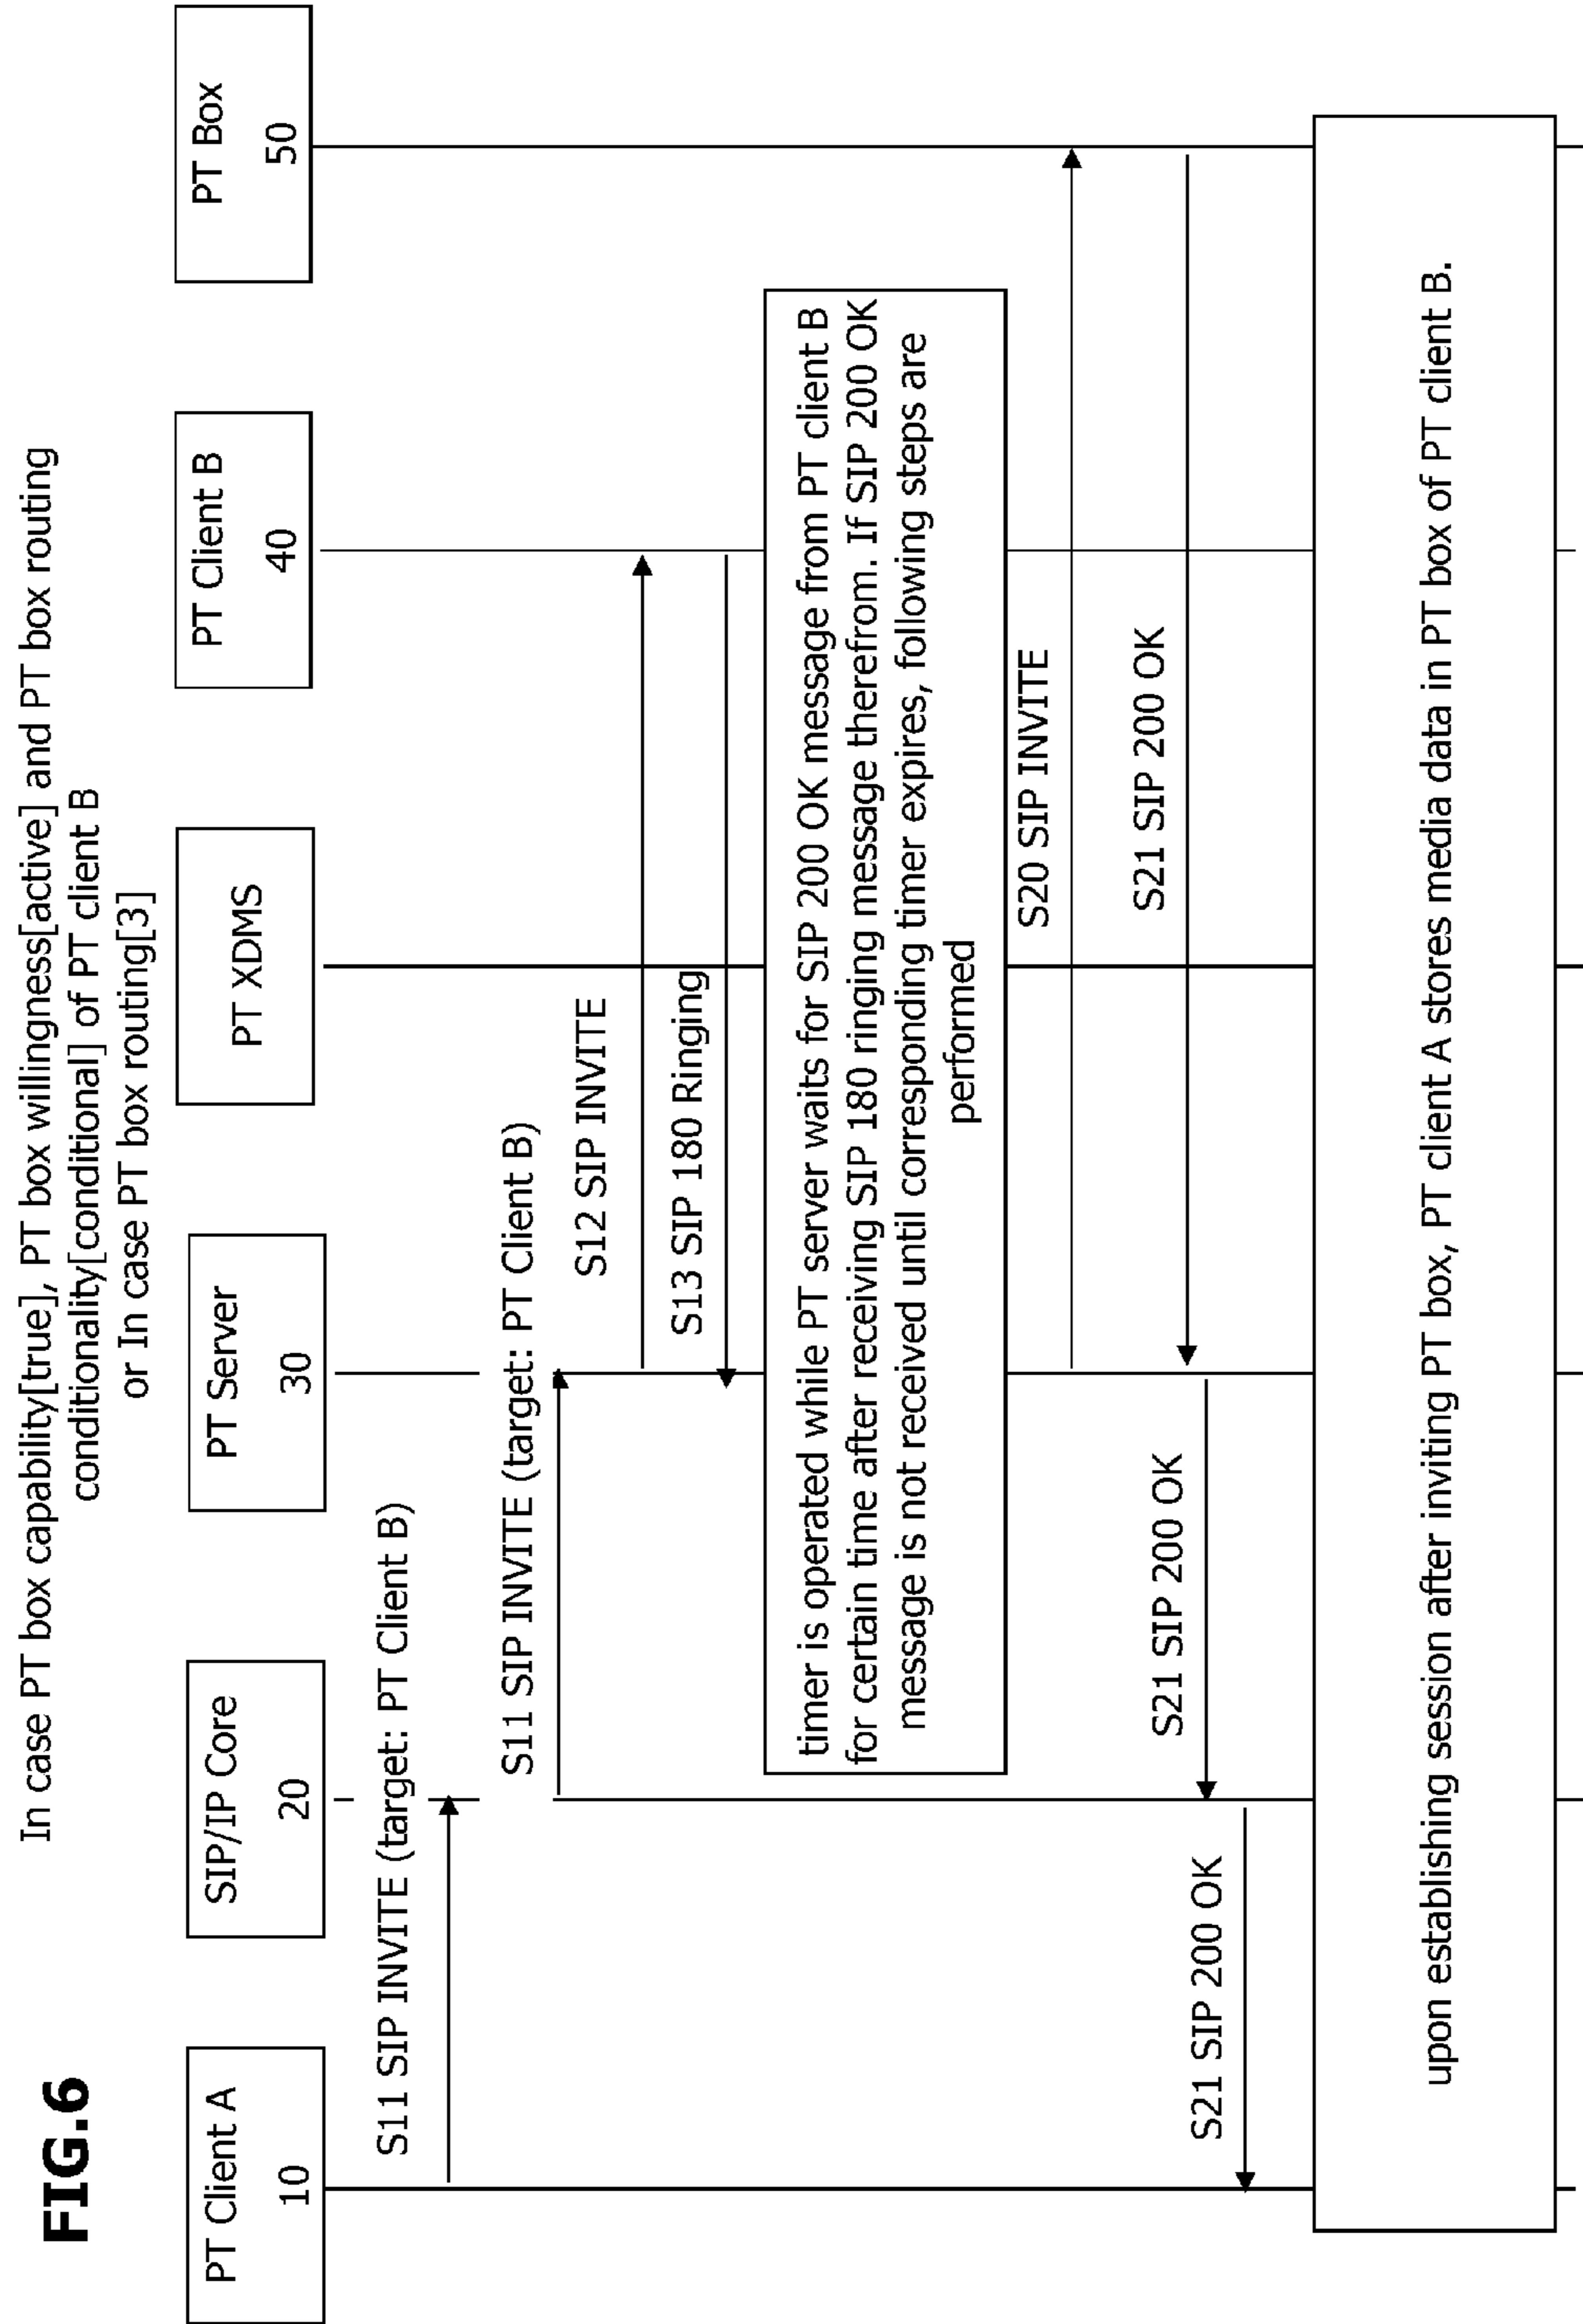 FIG.6
In case PT box capability[true], PT box willingness[active] and PT box routing
conditionality[conditional] of PT client B
or In case PT box routing[3]
PT Client A
10
SIP/IP Core
20
PT Server
30
PT XDMS
PT Client B
40
PT Box
50
S11 SIP INVITE (target: PT Client B)
S11 SIP INVITE (target: PT Client B)
S12 SIP INVITE
S13 SIP 180 Ringing
timer is operated while PT server waits for SIP 200 OK message from PT client B
for certain time after receiving SIP 180 ringing message therefrom. If SIP 200 OK
message is not received until corresponding timer expires, following steps are
performed
S20 SIP INVITE
S21 SIP 200 OK
S21 SIP 200 OK
S21 SIP 200 OK
upon establishing session after inviting PT box, PT client A stores media data in PT box of PT client B.